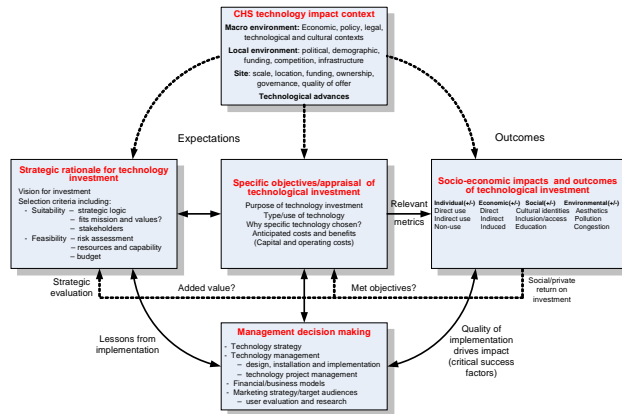 CHS technology impact context
Macro environment: Economic, policy, legal,
technological and cultural contexts
Local environment: political, demographic,
funding, competition, infrastructure
Site: scale, location, funding, ownership,
governance, quality of offer
Technological advances
Expectations
Outcomes
Strategic rationale for technology
investment
Vision for investment
Selection criteria including:
- Suitability – strategic logic
– fits mission and values?
– stakeholders
- Feasibility – risk assessment
– resources and capability
– budget
Specific objectives/appraisal of
technological investment
Purpose of technology investment
Type/use of technology
Why specific technology chosen?
Anticipated costs and benefits
(Capital and operating costs)
Relevant
metrics
Socio-economic impacts and outcomes
of technological investment
Individual(+/-) Economic(+/-) Social(+/-) Environmental(+/-)
Direct use Direct Cultural identities Aesthetics
Indirect use Indirect Inclusion/access Pollution
Non-use Induced Education Congestion
Strategic
evaluation
Added value?
Met objectives?
Social/private
return on
investment
Lessons from
implementation
Management decision making
- Technology strategy
- Technology management
– design, installation and implementation
– technology project management
- Financial/business models
- Marketing strategy/target audiences
– user evaluation and research
Quality of
implementation
drives impact
(critical success
factors)